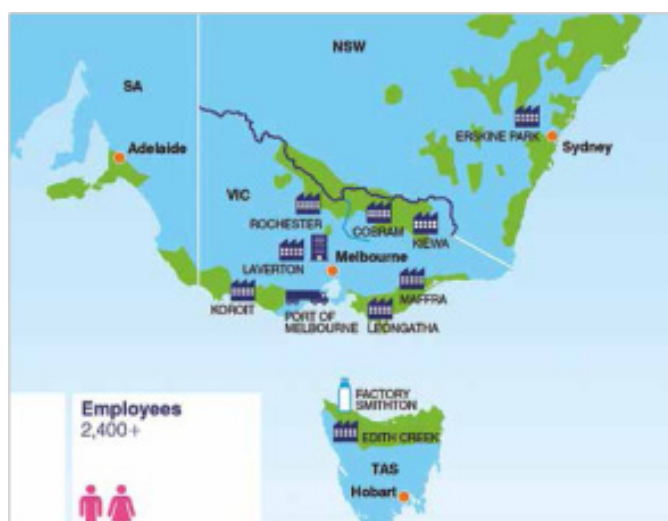 NSW
SA
ERSKINE PARK
Sydney
Adelaide
VIC
ROCHESTER
COBRAM
KIEWA
LAVERTON
Melbourne
KOROIT
PORT OF
MELBOURNE
MAFFRA
LEONGATHA
Employees
2,400+
FACTORY
SMITHTON
EDITH CREEK
TAS
Hobart